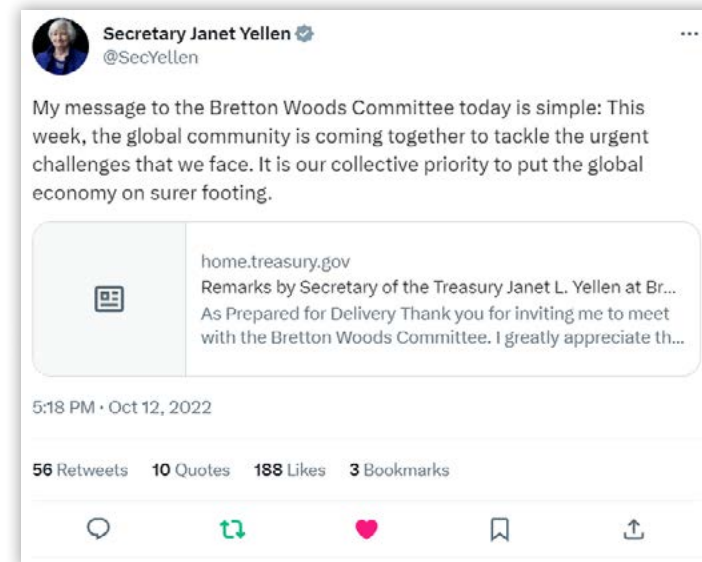 Secretary Janet Yellen
@SecYellen
My message to the Bretton Woods Committee today is simple: This
week, the global community is coming together to tackle the urgent
challenges that we face. It is our collective priority to put the global
economy on surer footing.
home.treasury.gov
Remarks by Secretary of the Treasury Janet L. Yellen at Br...
As Prepared for Delivery Thank you for inviting me to meet
with the Bretton Woods Committee. I greatly appreciate th...
5:18 PM · Oct 12, 2022
56 Retweets 10 Quotes 188 Likes 3 Bookmarks